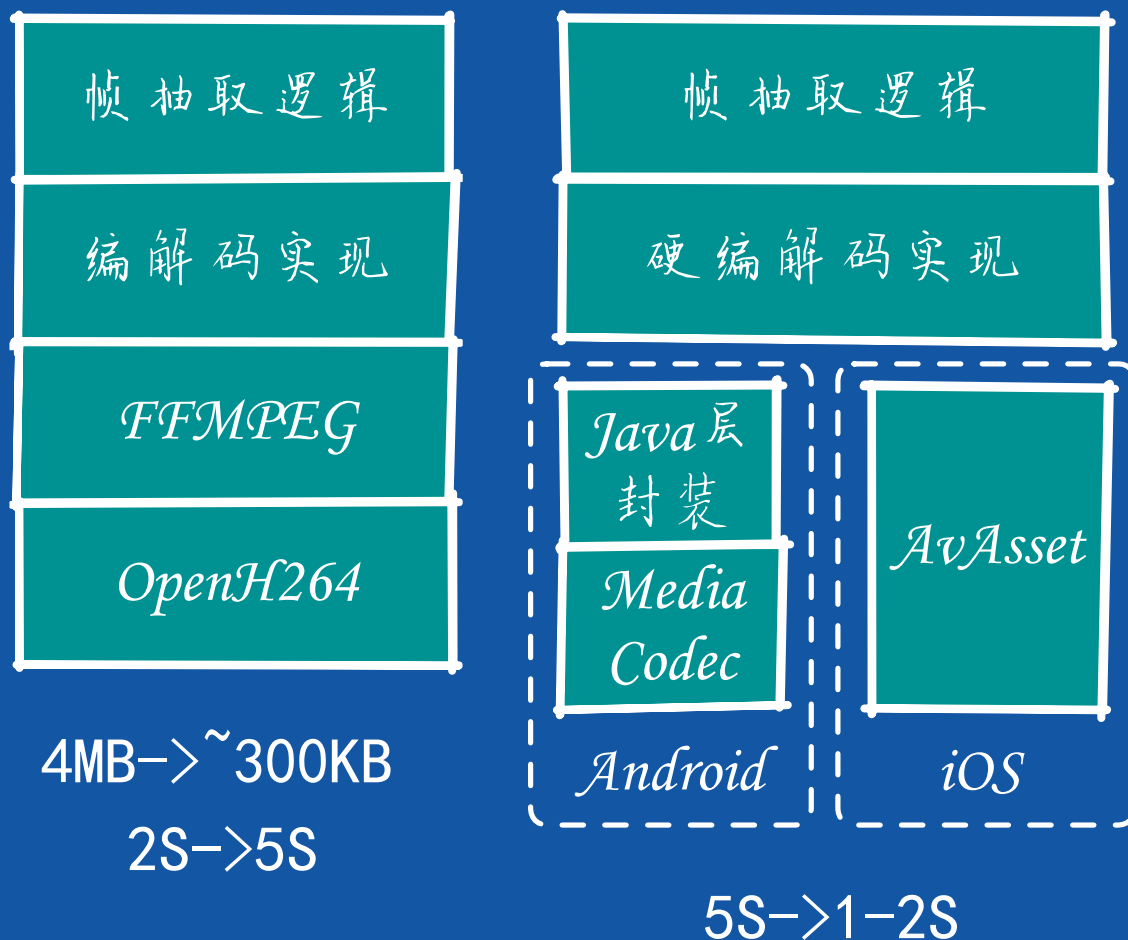 帧抽取逻辑
编解码实现
FFMPEG
OpenH264
4MB->~300KB
2S->5S
帧抽取逻辑
硬编解码实现
Java层
封装
Media
Codec
Android
AvAsset
iOS
5S->1-2S